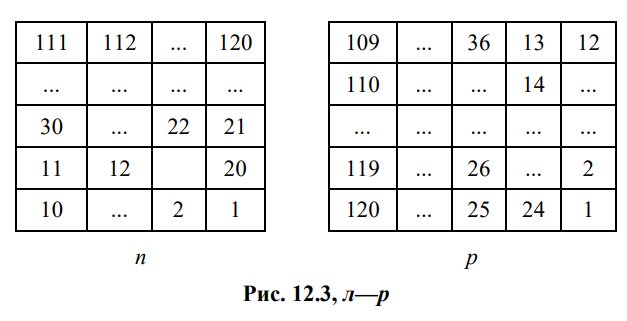 111 112 ... 120
... ... ... ...
30 ... 22 21
11 12 20
10 ... 2 1
п
109 ... 36 13 12
110 ... ... 14 ...
... ... ... ... ...
119 ... 26 ... 2
120 ... 25 24 1
р
Рис. 12.3, л—р